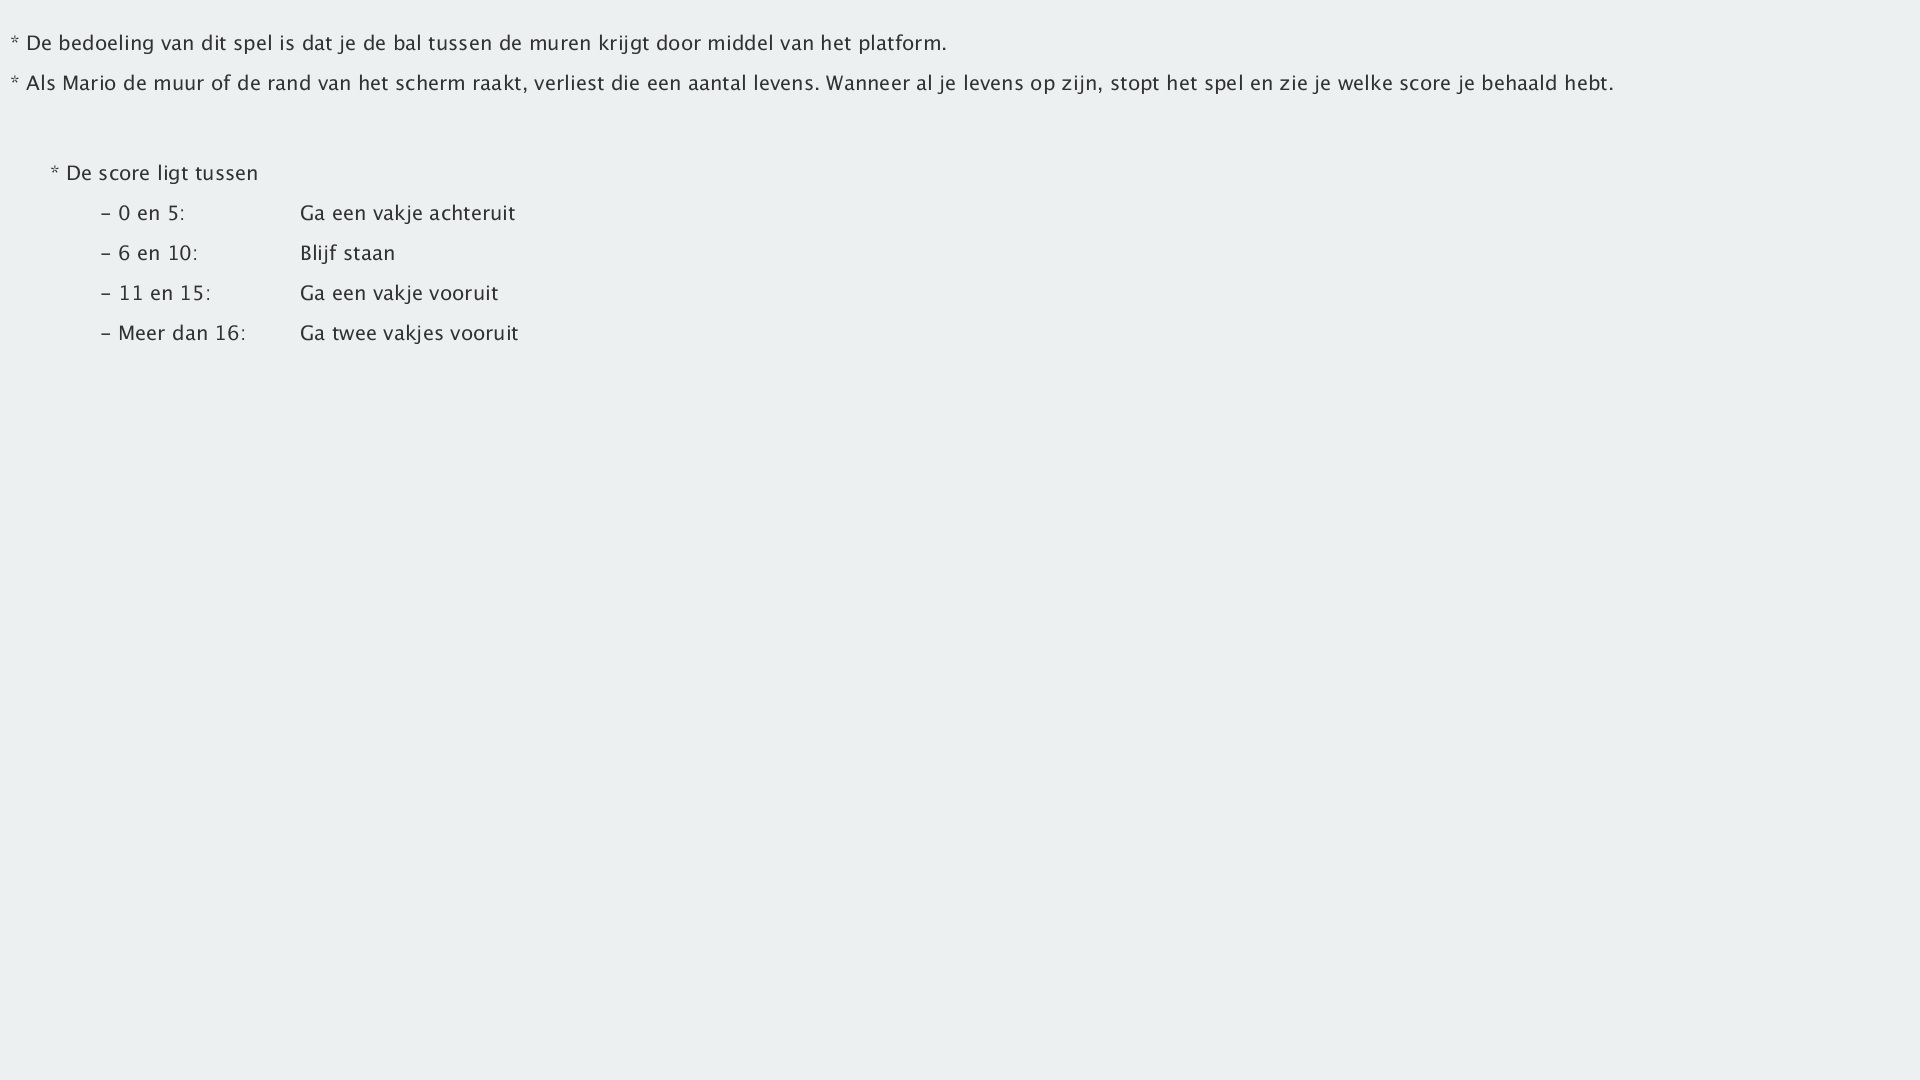 * De bedoeling van dit spel is dat je de bal tussen de muren krijgt door middel van het platform.
* Als Mario de muur of de rand van het scherm raakt, verliest die een aantal levens. Wanneer al je levens op zijn, stopt het spel en zie je welke score je behaald hebt.
* De score ligt tussen
- 0 en 5: Ga een vakje achteruit
- 6 en 10: Blijf staan
- 11 en 15: Ga een vakje vooruit
- Meer dan 16: Ga twee vakjes vooruit